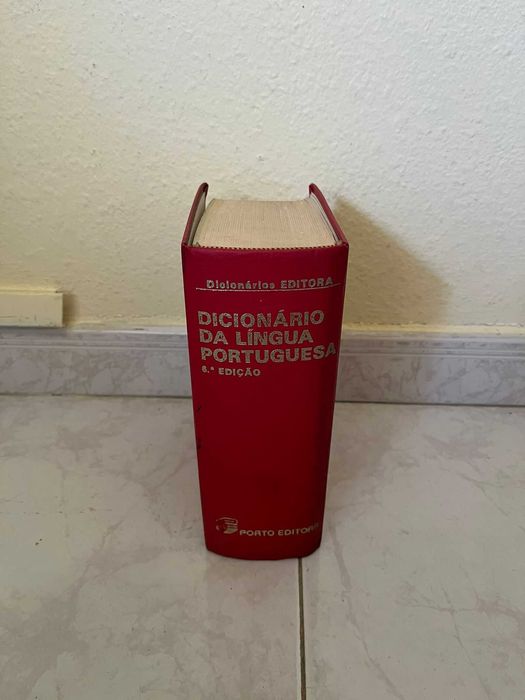 Dicionários EDITORA
DICIONÁRIO
DA LÍNGUA
PORTUGUESA
6.ª EDIÇÃO
PORTO EDITORA